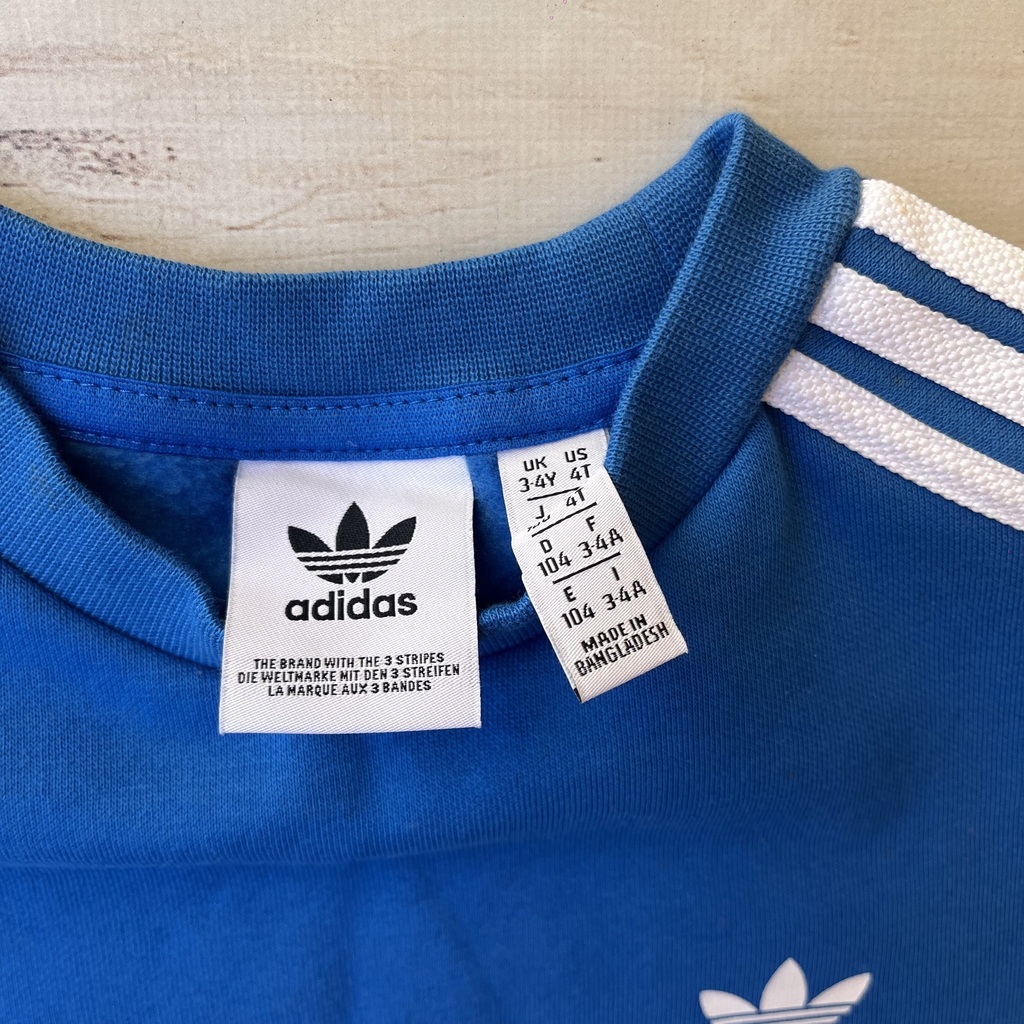 adidas
THE BRAND WITH THE 3 STRIPES
DIE WELTMARKE MIT DEN 3 STREIFEN
LA MARQUE AUX 3 BANDES
UK US
3-4Y 4T
J 4T
D F
104 3-4A
E I
104 3-4A
MADE IN
BANGLADESH